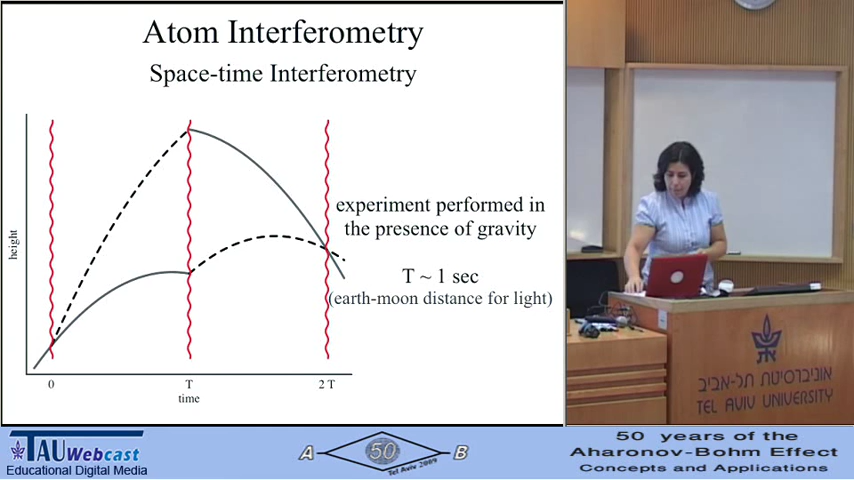 Atom Interferometry
Space-time Interferometry
experiment performed in
the presence of gravity
T ~ 1 sec
(earth-moon distance for light)
height
0
T
2 T
time
אוניברסיטת תל-אביב
TEL AVIV UNIVERSITY
TAU Webcast
Educational Digital Media
A
50
B
Tel Aviv 2009
50 years of the
Aharonov-Bohm Effect
Concepts and Applications